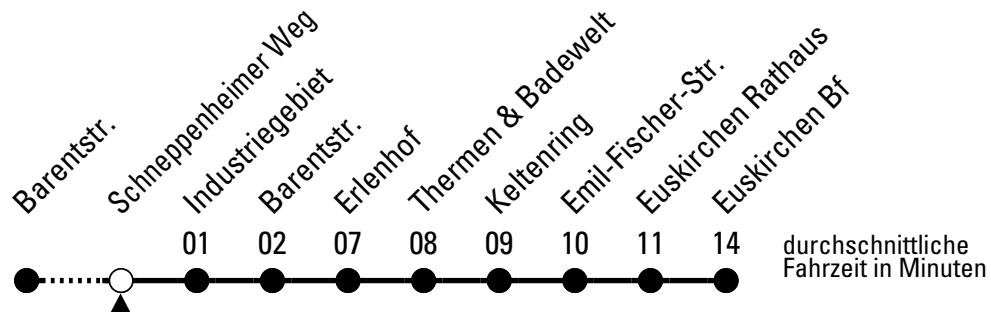 Barentstr.
Schneppenheimer Weg
Industriegebiet
Barentstr.
Erlenhof
Thermen & Badewelt
Keltenring
Emil-Fischer-Str.
Euskirchen Rathaus
Euskirchen Bf
01 02 07 08 09 10 11 14
durchschnittliche
Fahrzeit in Minuten